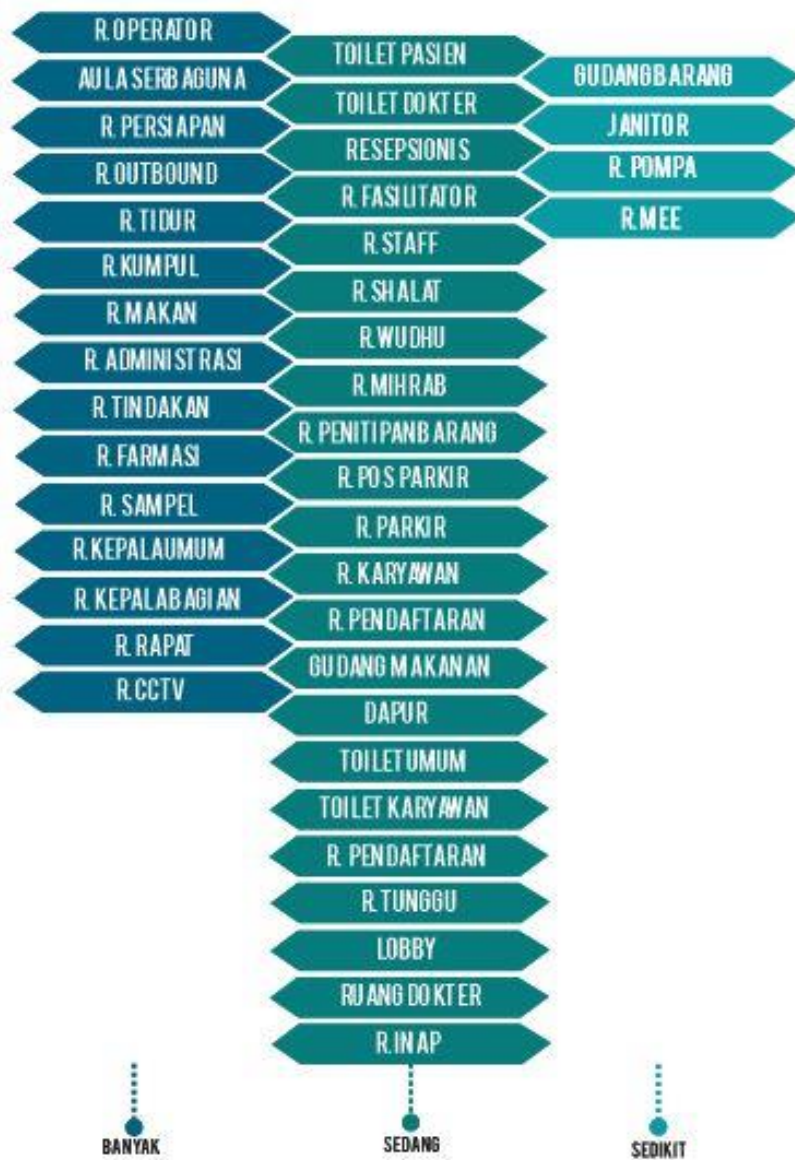 R. OPERATOR
AULA SERBAGUNA
R. PERSIAPAN
R. OUTBOUND
R. TIDUR
R. KUMPUL
R. MAKAN
R. ADMINISTRASI
R. TINDAKAN
R. FARMASI
R. SAMPEL
R. KEPALA UMUM
R. KEPALA BAGIAN
R. RAPAT
R. CCTV
BANYAK
TOILET PASIEN
TOILET DOKTER
RESEPSIONIS
R. FASILITATOR
R. STAFF
R. SHALAT
R. WUDHU
R. MIHRAB
R. PENITIPAN BARANG
R. POS PARKIR
R. PARKIR
R. KARYAWAN
R. PENDAFTARAN
GUDANG MAKANAN
DAPUR
TOILET UMUM
TOILET KARYAWAN
R. PENDAFTARAN
R. TUNGGU
LOBBY
RUANG DOKTER
R. INAP
SEDANG
GUDANG BARANG
JANITOR
R. POMPA
R. MEE
SEDIKIT